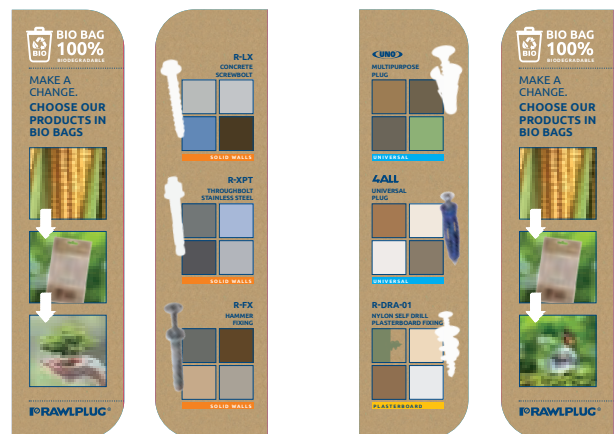 BIO
BIO BAG
100%
BIODEGRADABLE
MAKE A
CHANGE.
CHOOSE OUR
PRODUCTS IN
BIO BAGS
RAWLPLUG®
R-LX
CONCRETE
SCREWBOLT
SOLID WALLS
R-XPT
THROUGHBOLT
STAINLESS STEEL
SOLID WALLS
R-FX
HAMMER
FIXING
SOLID WALLS
UNO
MULTIPURPOSE
PLUG
UNIVERSAL
4ALL
UNIVERSAL
PLUG
UNIVERSAL
R-DRA-01
NYLON SELF DRILL
PLASTERBOARD FIXING
PLASTERBOARD
BIO
BIO BAG
100%
BIODEGRADABLE
MAKE A
CHANGE.
CHOOSE OUR
PRODUCTS IN
BIO BAGS
RAWLPLUG®